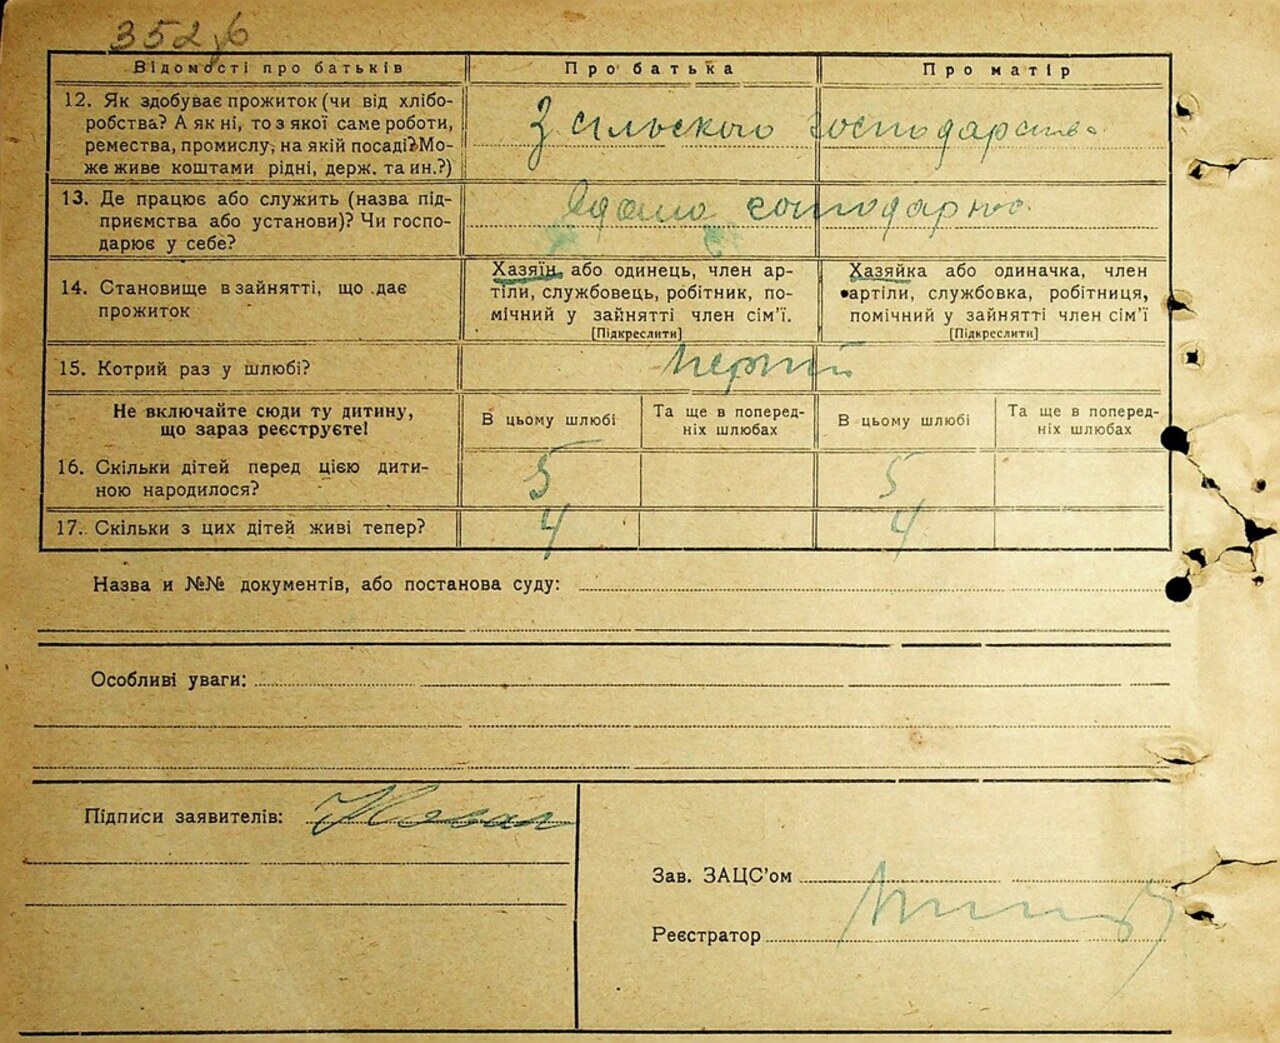 352б
Відомості про батьків
Про батька
Про матір
12. Як здобуває прожиток (чи від хлібо-
робства? А як ні, то з якої саме роботи,
ремества, промислу, на якій посаді? Мо-
же живе коштами рідні, держ. та ин.?)
З сільского господарства
13. Де працює або служить (назва під-
приємства або установи)? Чи госпо-
дарює у себе?
господарює
14. Становище в зайнятті, що дає
прожиток
Хазяїн або одинець, член ар-
тілі, службовець, робітник, по-
мічний у зайнятті член сім'ї.
[Підкреслити]
Хазяйка або одиначка, член
артіли, службовка, робітниця,
помічний у зайнятті член сім'ї
[Підкреслити]
15. Котрий раз у шлюбі?
Перший
Не включайте сюди ту дитину,
що зараз реєструєте!
В цьому шлюбі
Та ще в поперед-
ніх шлюбах
В цьому шлюбі
Та ще в поперед-
ніх шлюбах
16. Скільки дітей перед цією дити-
ною народилося?
5
5
17. Скільки з цих дітей живі тепер?
4
4
Назва и №№ документів, або постанова суду:
Особливі уваги:
Підписи заявителів:
Зав. ЗАЦС'ом
Реєстратор